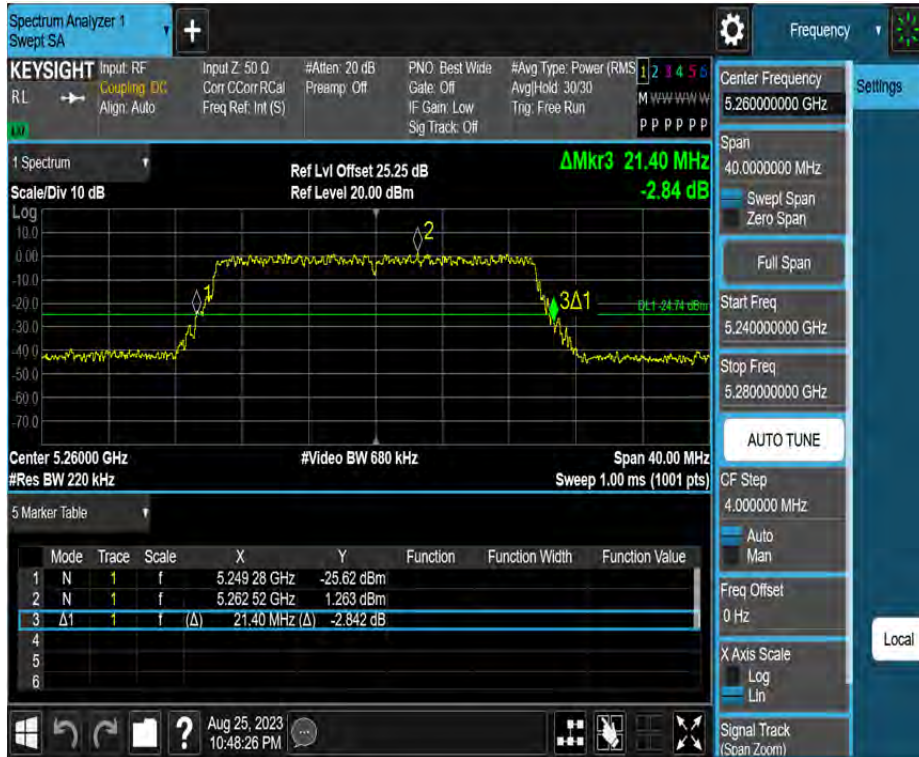 Spectrum Analyzer 1
Swept SA
Frequency
KEYSIGHT Input: RF Input Z: 50 Ω #Atten: 20 dB PNO: Best Wide #Avg Type: Power (RMS 1 2 3 4 5 6
RL Coupling: DC Corr CCorr RCal Preamp: Off Gate: Off Avg|Hold: 30/30 M W W W W W
Align: Auto Freq Ref: Int (S) IF Gain: Low Trig: Free Run
Sig Track: Off P P P P P P
1 Spectrum
Scale/Div 10 dB
Ref Lvl Offset 25.25 dB
Ref Level 20.00 dBm
ΔMkr3 21.40 MHz
-2.84 dB
Log
10.0
0.00
-10.0
-20.0
-30.0
-40.0
-50.0
-60.0
-70.0
1
2
3Δ1
DL1 -24.74 dBm
Center 5.26000 GHz #Video BW 680 kHz Span 40.00 MHz
#Res BW 220 kHz Sweep 1.00 ms (1001 pts)
5 Marker Table
Mode Trace Scale X Y Function Function Width Function Value
1 N 1 f 5.249 28 GHz -25.62 dBm
2 N 1 f 5.262 52 GHz 1.263 dBm
3 Δ1 1 f (Δ) 21.40 MHz (Δ) -2.842 dB
4
5
6
Aug 25, 2023
10:48:26 PM
Center Frequency
5.260000000 GHz
Settings
Span
40.0000000 MHz
Swept Span
Zero Span
Full Span
Start Freq
5.240000000 GHz
Stop Freq
5.280000000 GHz
AUTO TUNE
CF Step
4.000000 MHz
Auto
Man
Freq Offset
0 Hz
X Axis Scale
Log
Lin
Local
Signal Track
(Span Zoom)